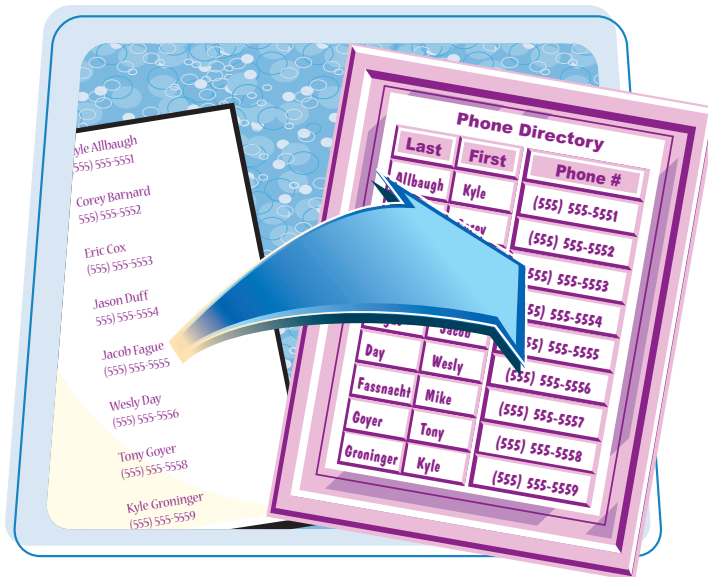 yle Allbaugh
555) 555-5551
Corey Barnard
555) 555-5552
Eric Cox
(555) 555-5553
Jason Duff
(555) 555-5554
Jacob Fague
(555) 555-5555
Wesly Day
(555) 555-5556
Tony Goyer
(555) 555-5558
Kyle Groninger
(555) 555-5559
Phone Directory
Last First Phone #
Allbaugh Kyle (555) 555-5551
(555) 555-5552
555-5553
555-5554
Jacob 555-5555
Day Wesly (555) 555-5556
Fassnacht Mike (555) 555-5557
Goyer Tony (555) 555-5558
Groninger Kyle (555) 555-5559